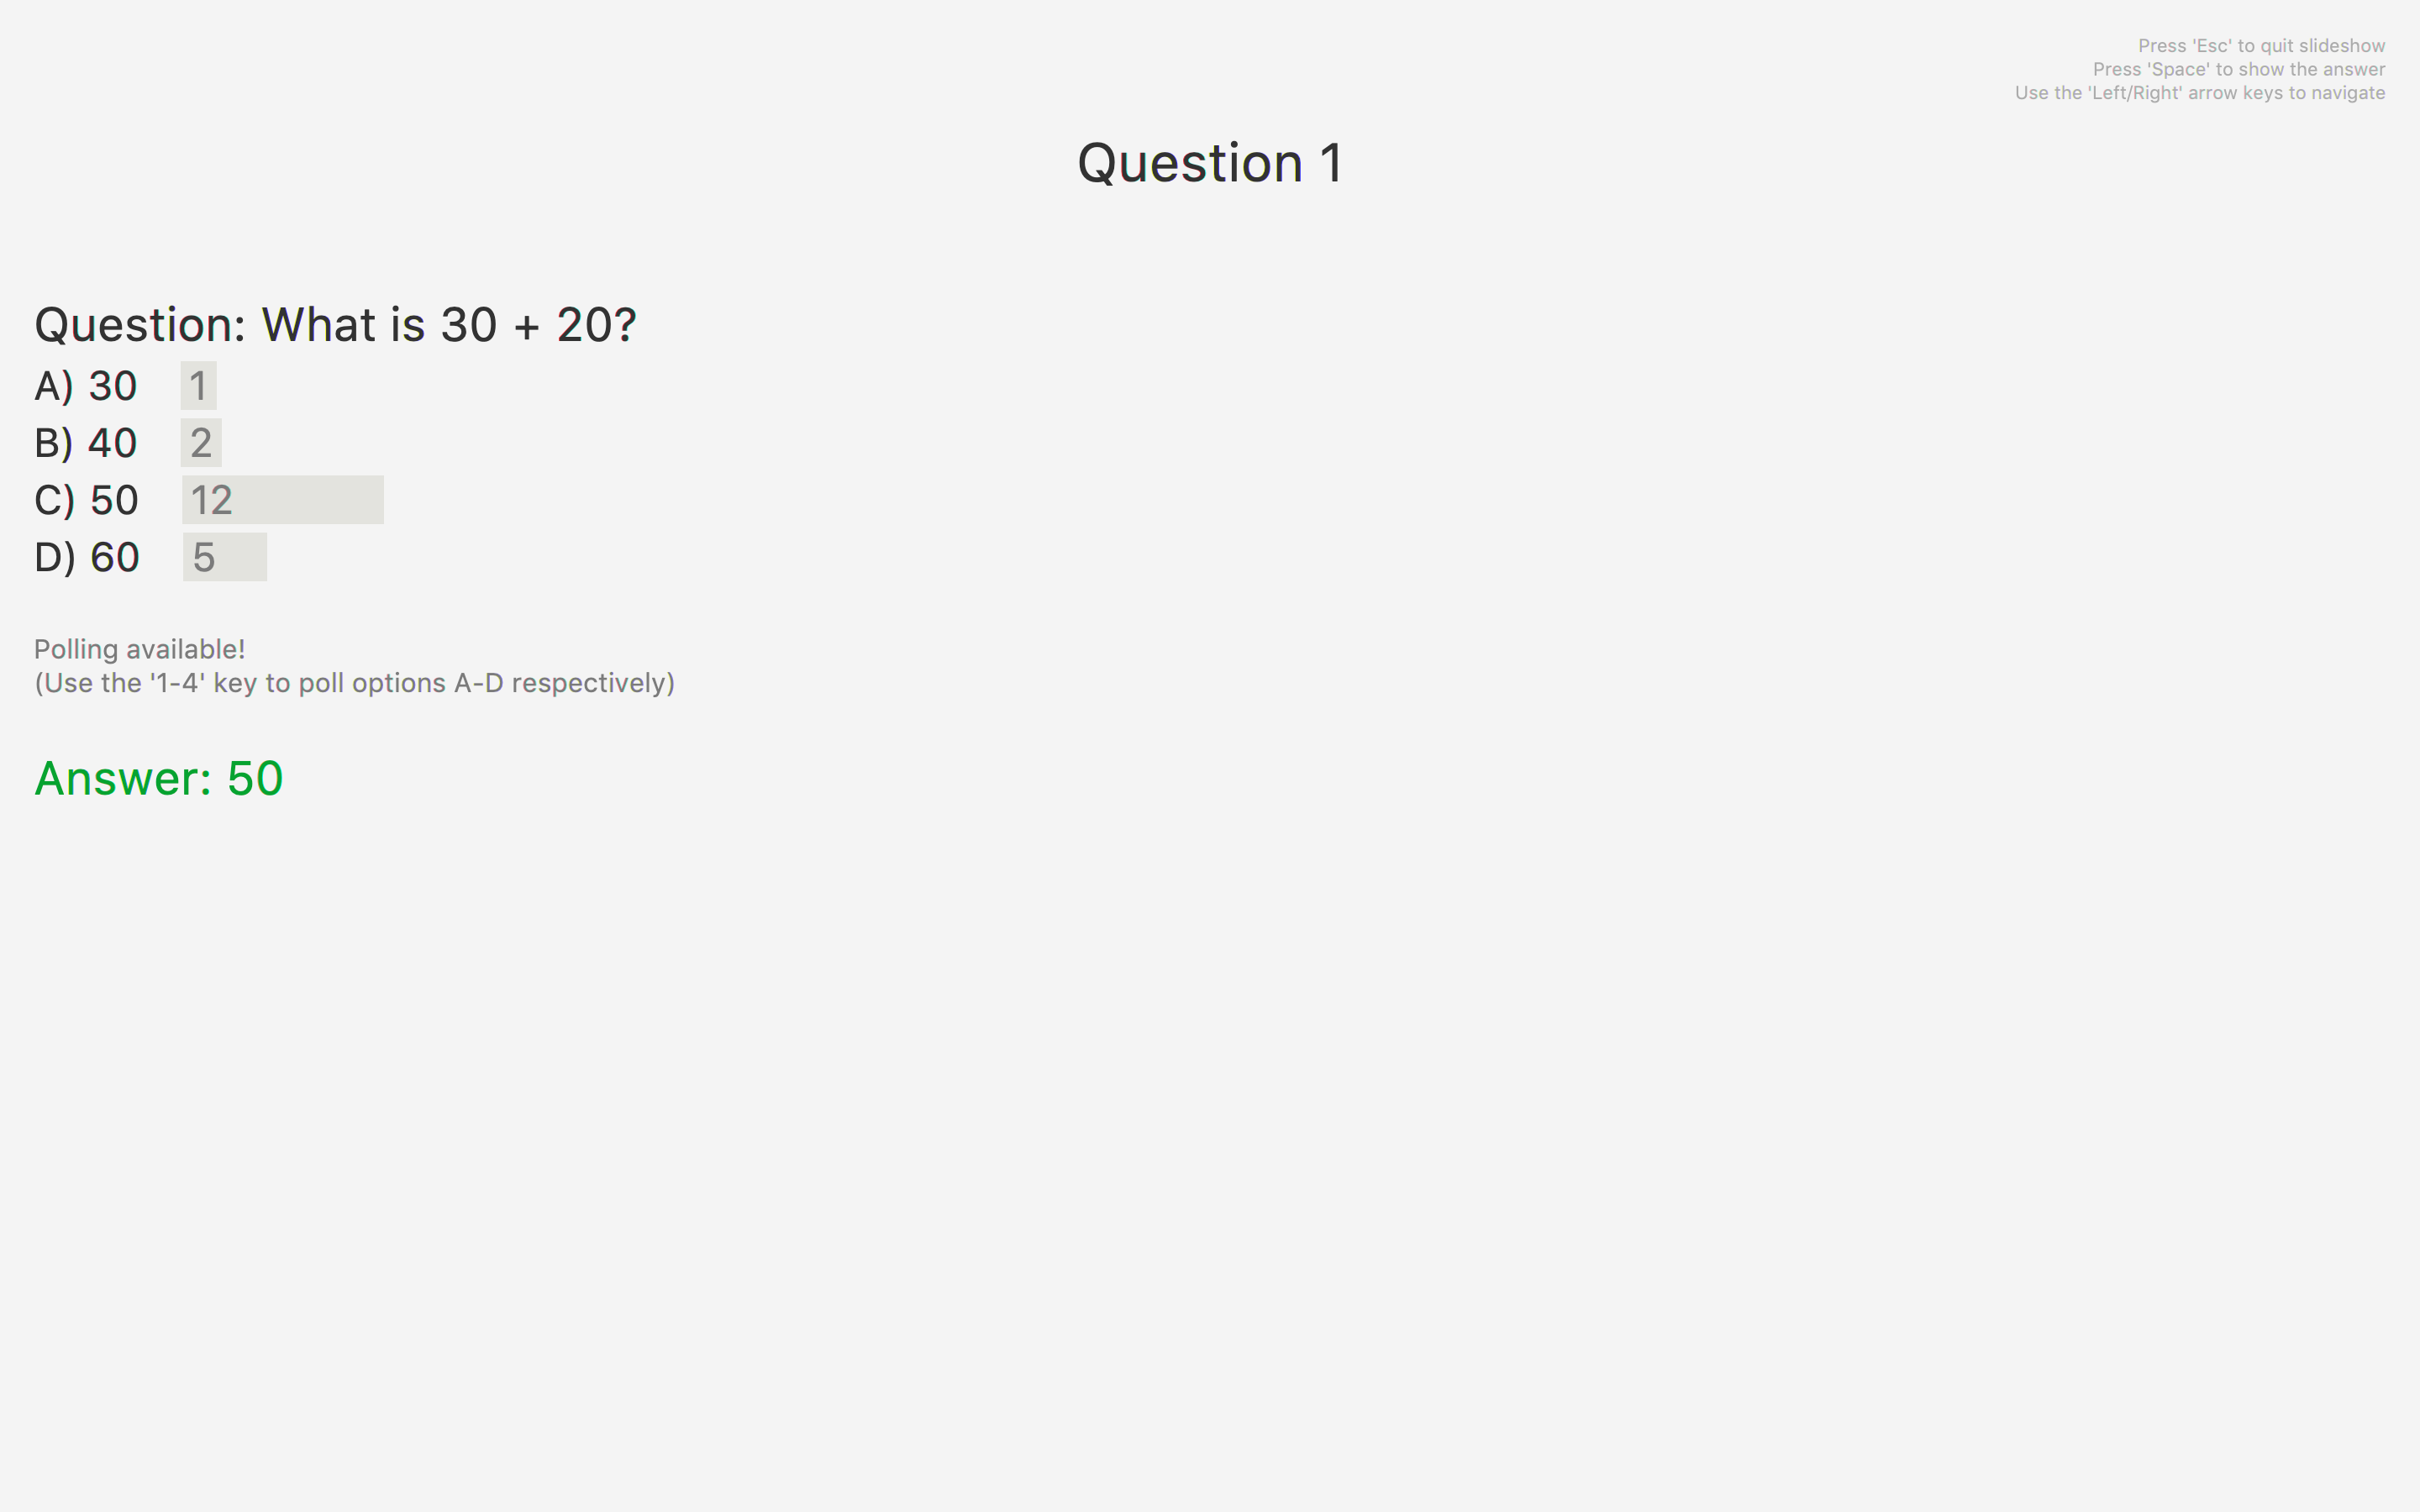 Press 'Esc' to quit slideshow
Press 'Space' to show the answer
Use the 'Left/Right' arrow keys to navigate
Question 1
Question: What is 30 + 20?
A) 30 1
B) 40 2
C) 50 12
D) 60 5
Polling available!
(Use the '1-4' key to poll options A-D respectively)
Answer: 50